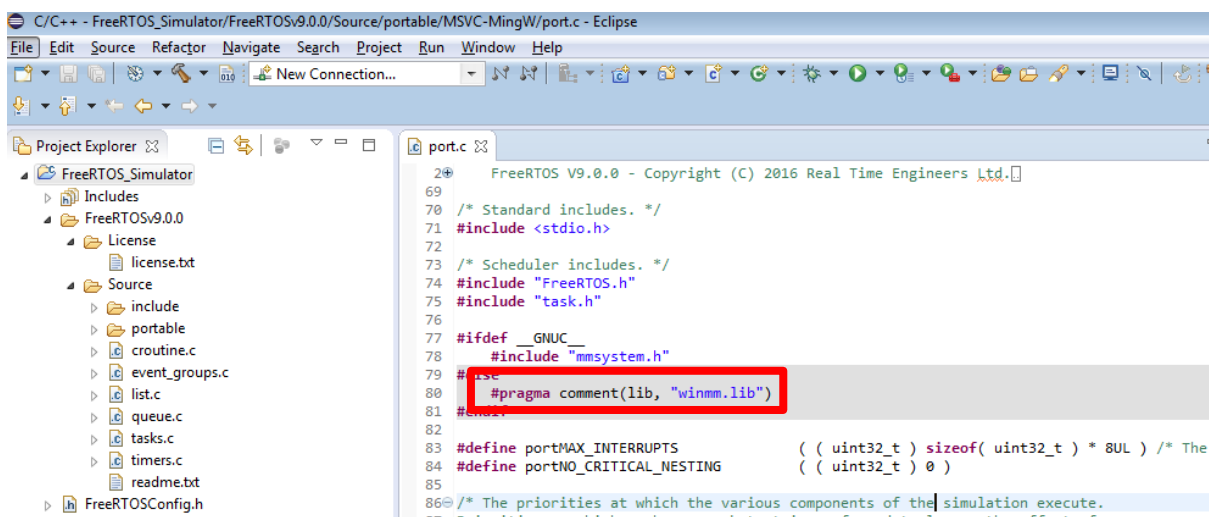 C/C++ - FreeRTOS_Simulator/FreeRTOSv9.0.0/Source/portable/MSVC-MingW/port.c - Eclipse
File Edit Source Refactor Navigate Search Project Run Window Help
New Connection...
Project Explorer
FreeRTOS_Simulator
Includes
FreeRTOSv9.0.0
License
license.txt
Source
include
portable
croutine.c
event_groups.c
list.c
queue.c
tasks.c
timers.c
readme.txt
FreeRTOSConfig.h
port.c
2 FreeRTOS V9.0.0 - Copyright (C) 2016 Real Time Engineers Ltd.
69
70 /* Standard includes. */
71 #include <stdio.h>
72
73 /* Scheduler includes. */
74 #include "FreeRTOS.h"
75 #include "task.h"
76
77 #ifdef __GNUC__
78 #include "mmsystem.h"
79 #else
80 #pragma comment(lib, "winmm.lib")
81 #endif
82
83 #define portMAX_INTERRUPTS ( ( uint32_t ) sizeof( uint32_t ) * 8UL ) /* The
84 #define portNO_CRITICAL_NESTING ( ( uint32_t ) 0 )
85
86 /* The priorities at which the various components of the simulation execute.